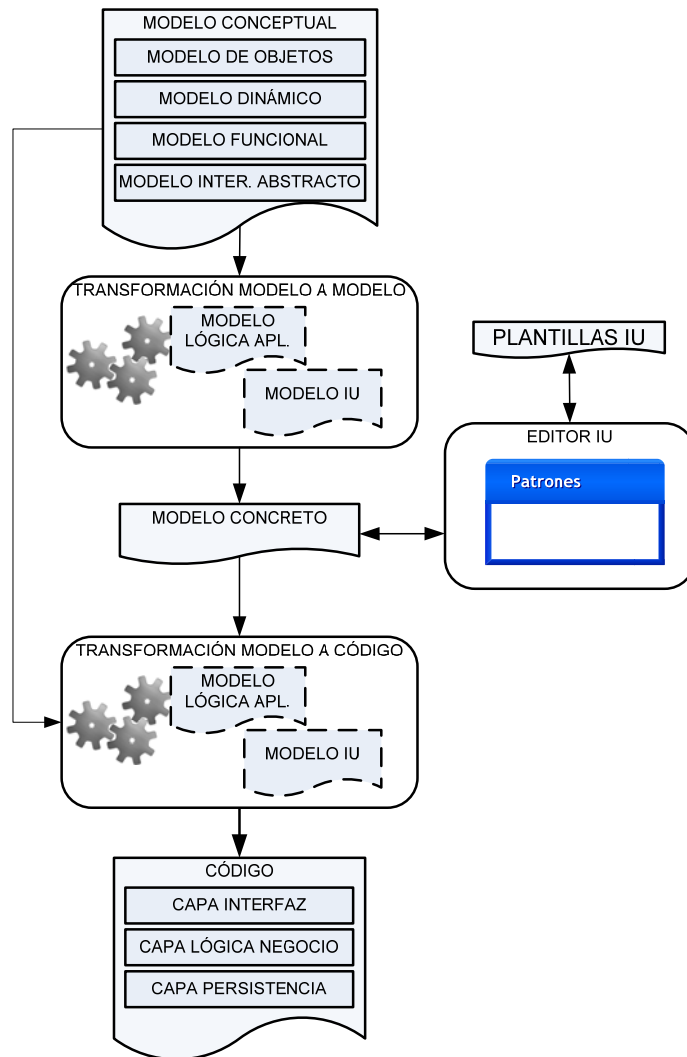 MODELO CONCEPTUAL
MODELO DE OBJETOS
MODELO DINÁMICO
MODELO FUNCIONAL
MODELO INTER. ABSTRACTO
TRANSFORMACIÓN MODELO A MODELO
MODELO
LÓGICA APL.
MODELO IU
PLANTILLAS IU
EDITOR IU
Patrones
MODELO CONCRETO
TRANSFORMACIÓN MODELO A CÓDIGO
MODELO
LÓGICA APL.
MODELO IU
CÓDIGO
CAPA INTERFAZ
CAPA LÓGICA NEGOCIO
CAPA PERSISTENCIA